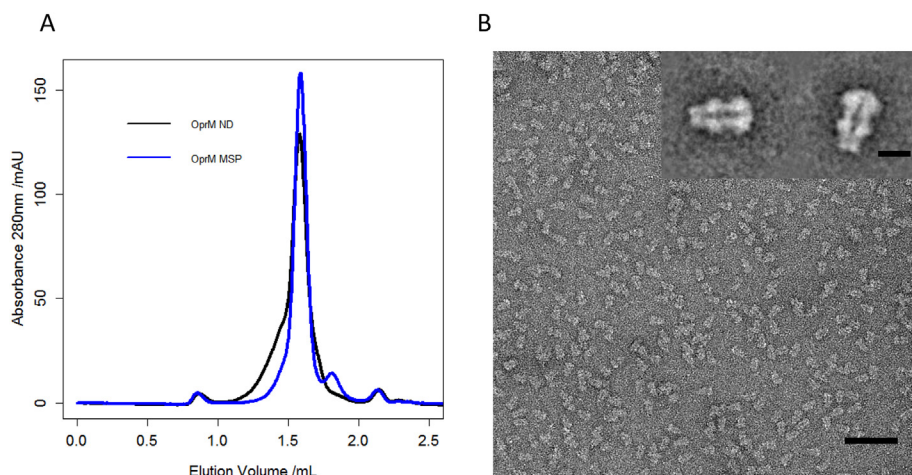 A
B
150
100
50
0
Absorbance 280nm /mAU
OprM ND
OprM MSP
0.0 0.5 1.0 1.5 2.0 2.5
Elution Volume /mL